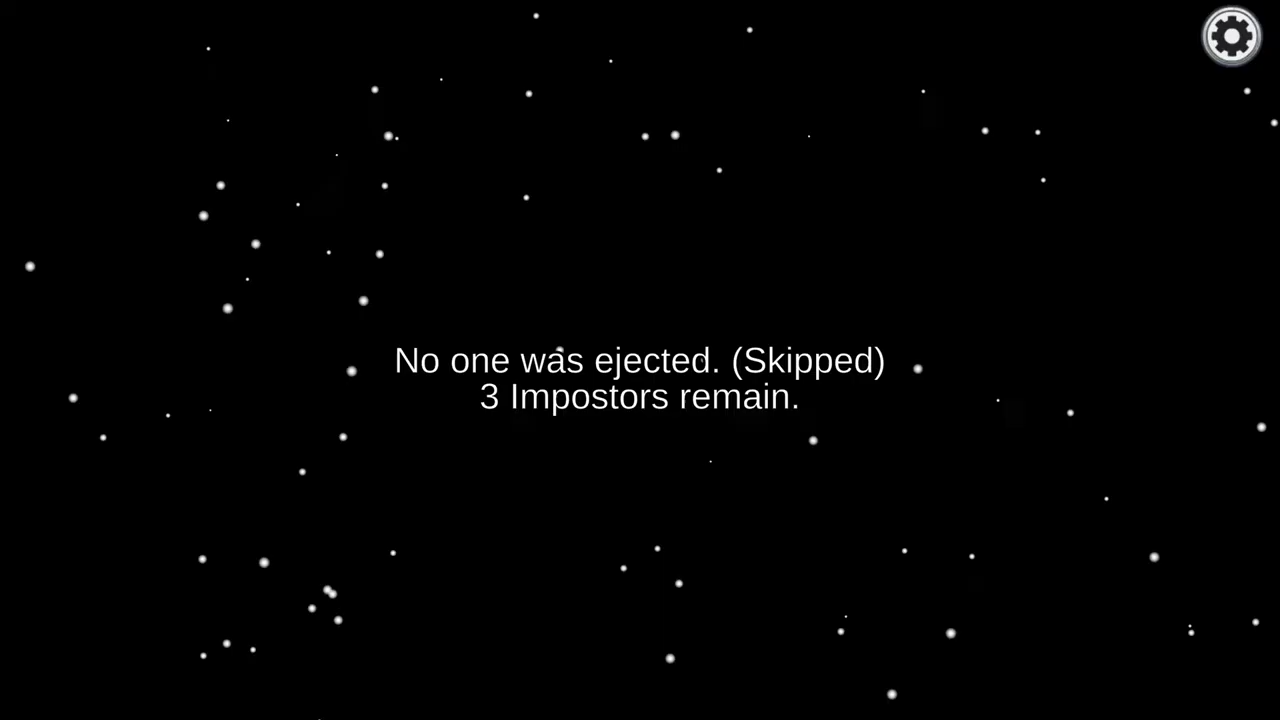 No one was ejected. (Skipped)
3 Impostors remain.